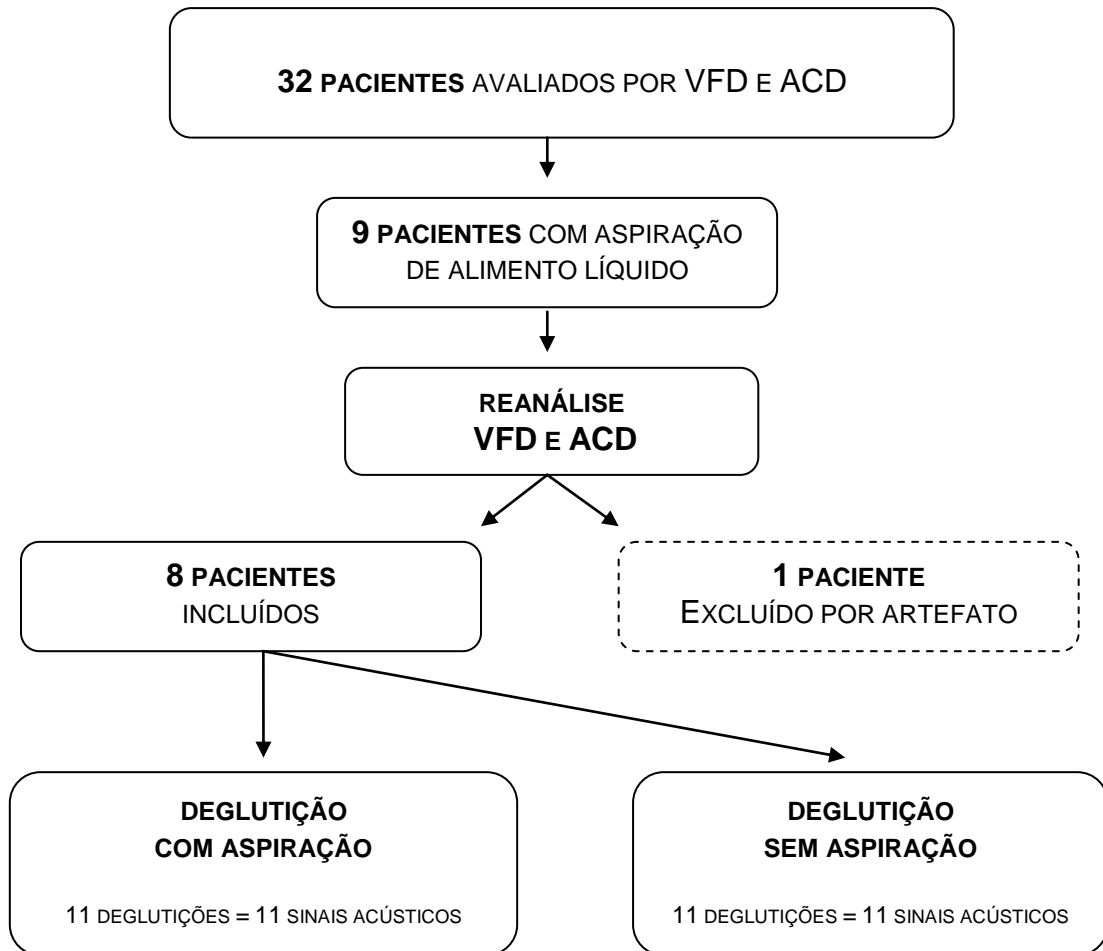 32 PACIENTES AVALIADOS POR VFD E ACD
9 PACIENTES COM ASPIRAÇÃO
DE ALIMENTO LÍQUIDO
REANÁLISE
VFD E ACD
8 PACIENTES
INCLUÍDOS
1 PACIENTE
EXCLUÍDO POR ARTEFATO
DEGLUTIÇÃO
COM ASPIRAÇÃO
11 DEGLUTIÇÕES = 11 SINAIS ACÚSTICOS
DEGLUTIÇÃO
SEM ASPIRAÇÃO
11 DEGLUTIÇÕES = 11 SINAIS ACÚSTICOS